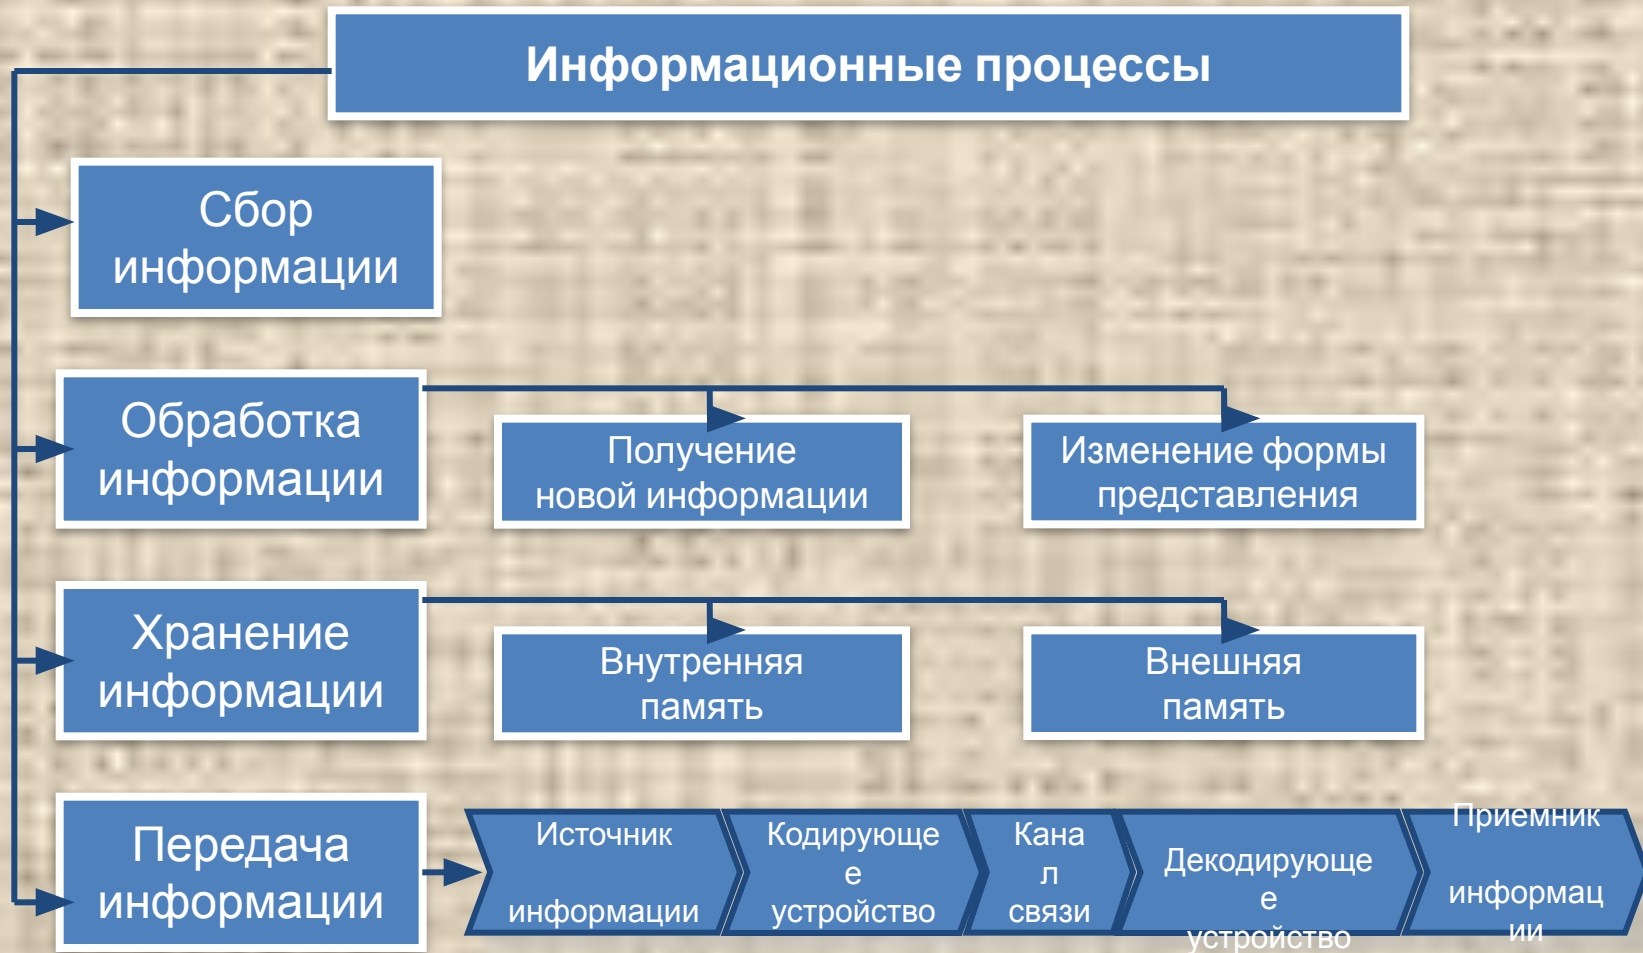 Информационные процессы
Сбор
информации
Обработка
информации
Получение
новой информации
Изменение формы
представления
Хранение
информации
Внутренняя
память
Внешняя
память
Передача
информации
Источник
информации
Кодирующе
е
устройство
Кана
л
связи
Декодирующе
е
устройство
Приемник
информац
ии